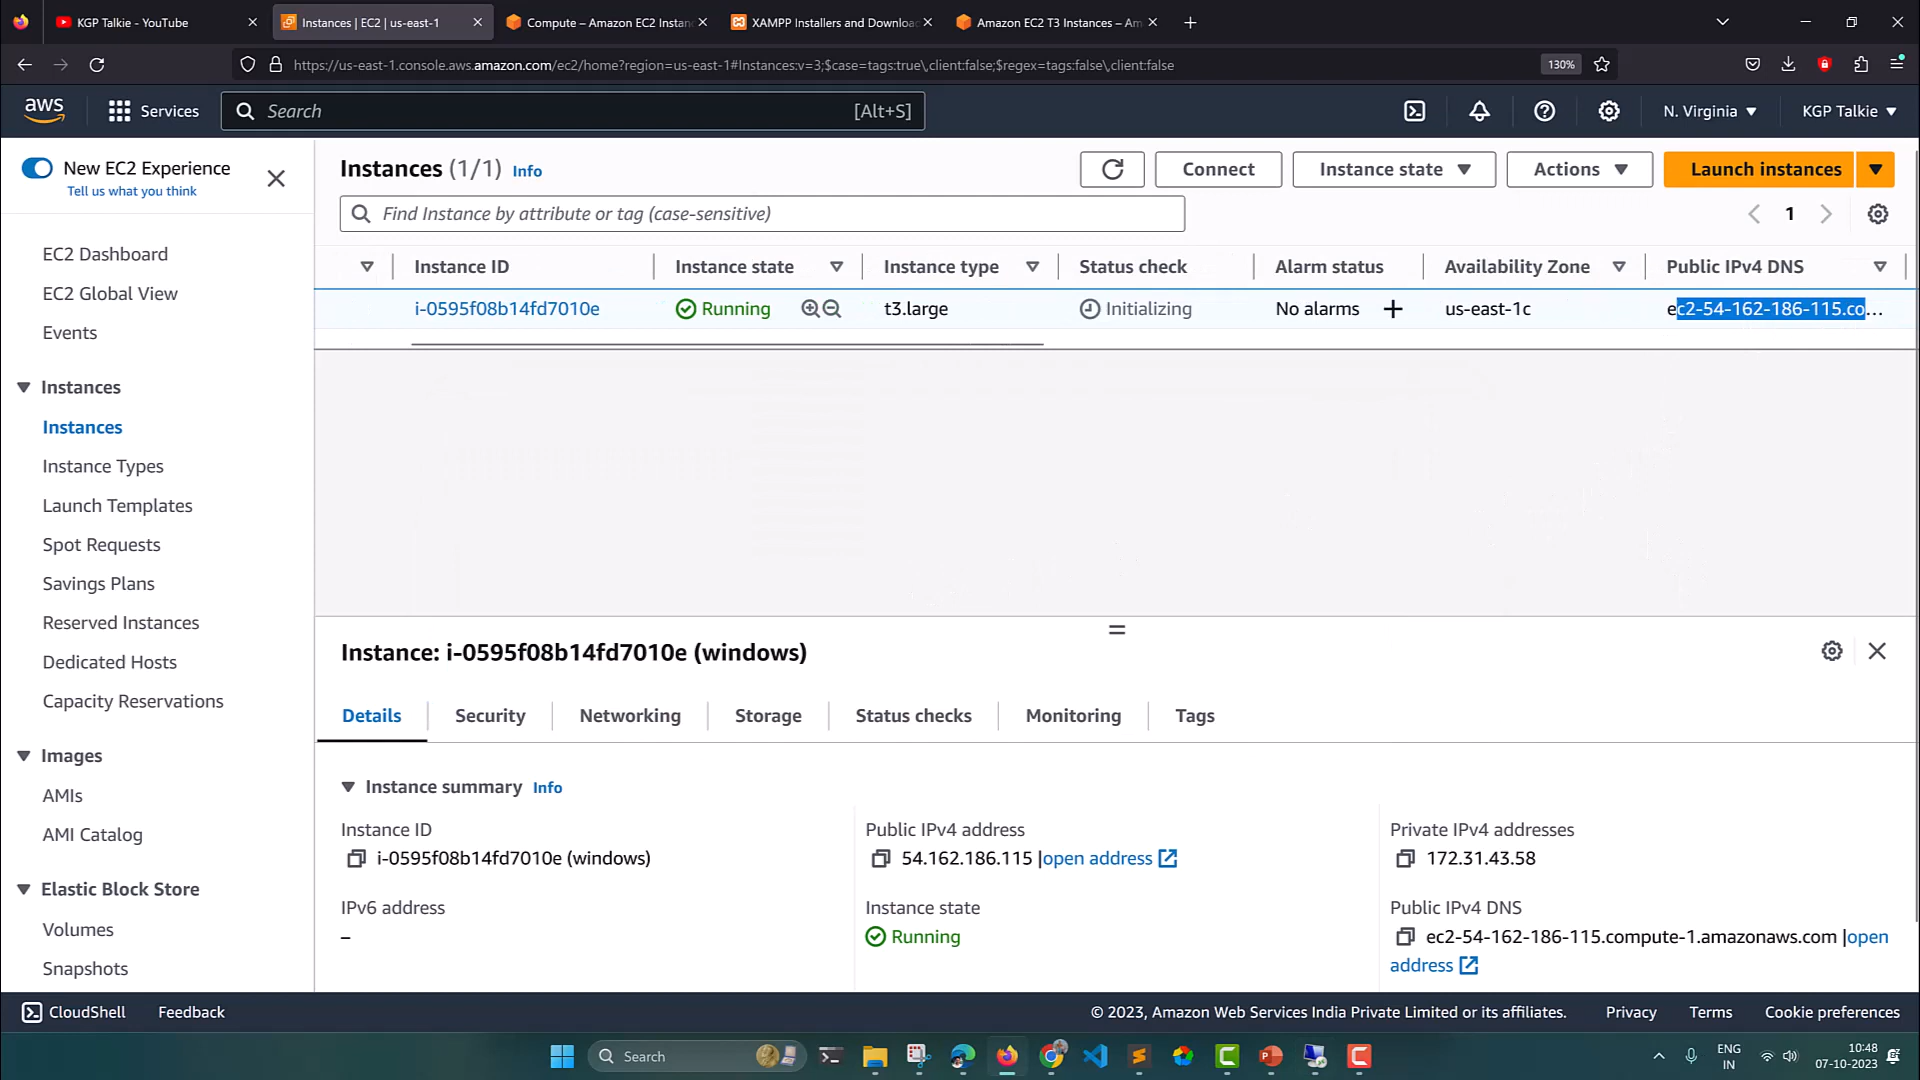 KGP Talkie - YouTube
Instances | EC2 | us-east-1
Compute – Amazon EC2 Instan
XAMPP Installers and Downloa
Amazon EC2 T3 Instances – Am
https://us-east-1.console.aws.amazon.com/ec2/home?region=us-east-1#Instances:v=3;$case=tags:true\,client:false;$regex=tags:false\,client:false
130%
aws
Services
Search
[Alt+S]
N. Virginia
KGP Talkie
New EC2 Experience
Tell us what you think
EC2 Dashboard
EC2 Global View
Events
Instances
Instances
Instance Types
Launch Templates
Spot Requests
Savings Plans
Reserved Instances
Dedicated Hosts
Capacity Reservations
Images
AMIs
AMI Catalog
Elastic Block Store
Volumes
Snapshots
Instances (1/1) Info
Connect
Instance state
Actions
Launch instances
Find Instance by attribute or tag (case-sensitive)
1
Instance ID
Instance state
Instance type
Status check
Alarm status
Availability Zone
Public IPv4 DNS
i-0595f08b14fd7010e
Running
t3.large
Initializing
No alarms
us-east-1c
ec2-54-162-186-115.co...
Instance: i-0595f08b14fd7010e (windows)
Details
Security
Networking
Storage
Status checks
Monitoring
Tags
Instance summary Info
Instance ID
i-0595f08b14fd7010e (windows)
Public IPv4 address
54.162.186.115 |open address
Private IPv4 addresses
172.31.43.58
IPv6 address
–
Instance state
Running
Public IPv4 DNS
ec2-54-162-186-115.compute-1.amazonaws.com |open
address
CloudShell
Feedback
© 2023, Amazon Web Services India Private Limited or its affiliates.
Privacy
Terms
Cookie preferences
Search
ENG
IN
10:48
07-10-2023